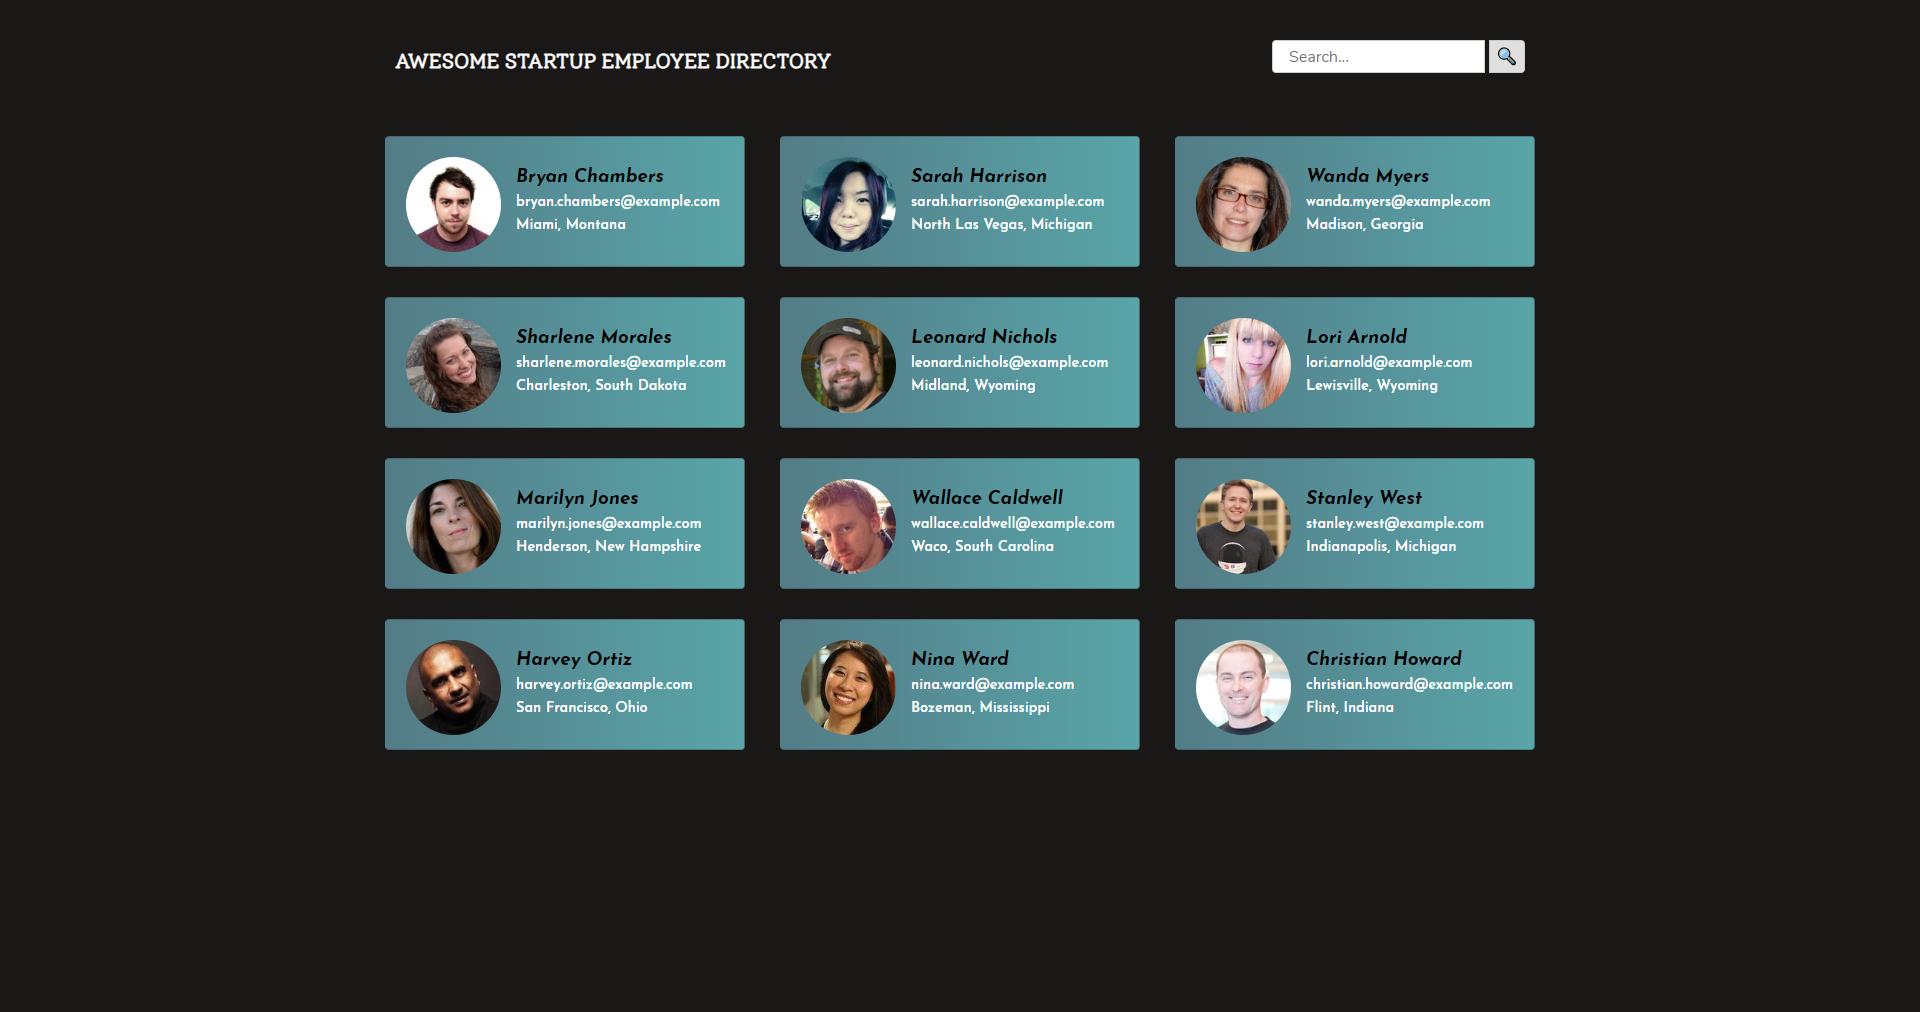 AWESOME STARTUP EMPLOYEE DIRECTORY
Search...
Bryan Chambers
bryan.chambers@example.com
Miami, Montana
Sarah Harrison
sarah.harrison@example.com
North Las Vegas, Michigan
Wanda Myers
wanda.myers@example.com
Madison, Georgia
Sharlene Morales
sharlene.morales@example.com
Charleston, South Dakota
Leonard Nichols
leonard.nichols@example.com
Midland, Wyoming
Lori Arnold
lori.arnold@example.com
Lewisville, Wyoming
Marilyn Jones
marilyn.jones@example.com
Henderson, New Hampshire
Wallace Caldwell
wallace.caldwell@example.com
Waco, South Carolina
Stanley West
stanley.west@example.com
Indianapolis, Michigan
Harvey Ortiz
harvey.ortiz@example.com
San Francisco, Ohio
Nina Ward
nina.ward@example.com
Bozeman, Mississippi
Christian Howard
christian.howard@example.com
Flint, Indiana